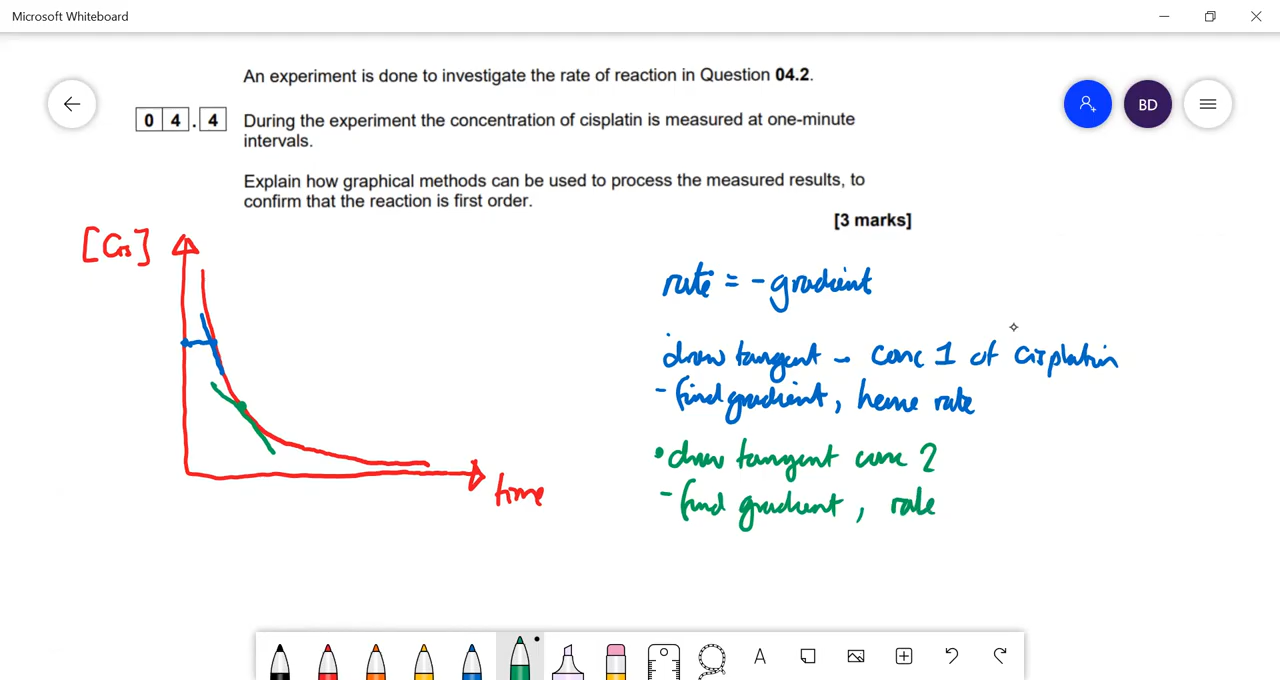 Microsoft Whiteboard
An experiment is done to investigate the rate of reaction in Question 04.2.
BD
0 4 . 4 During the experiment the concentration of cisplatin is measured at one-minute
intervals.
Explain how graphical methods can be used to process the measured results, to
confirm that the reaction is first order.
[3 marks]
[Cis]
time
rate = - gradient
draw tangent - conc 1 of cisplatin
- find gradient, hence rate
• draw tangent conc 2
- find gradient, rate
A